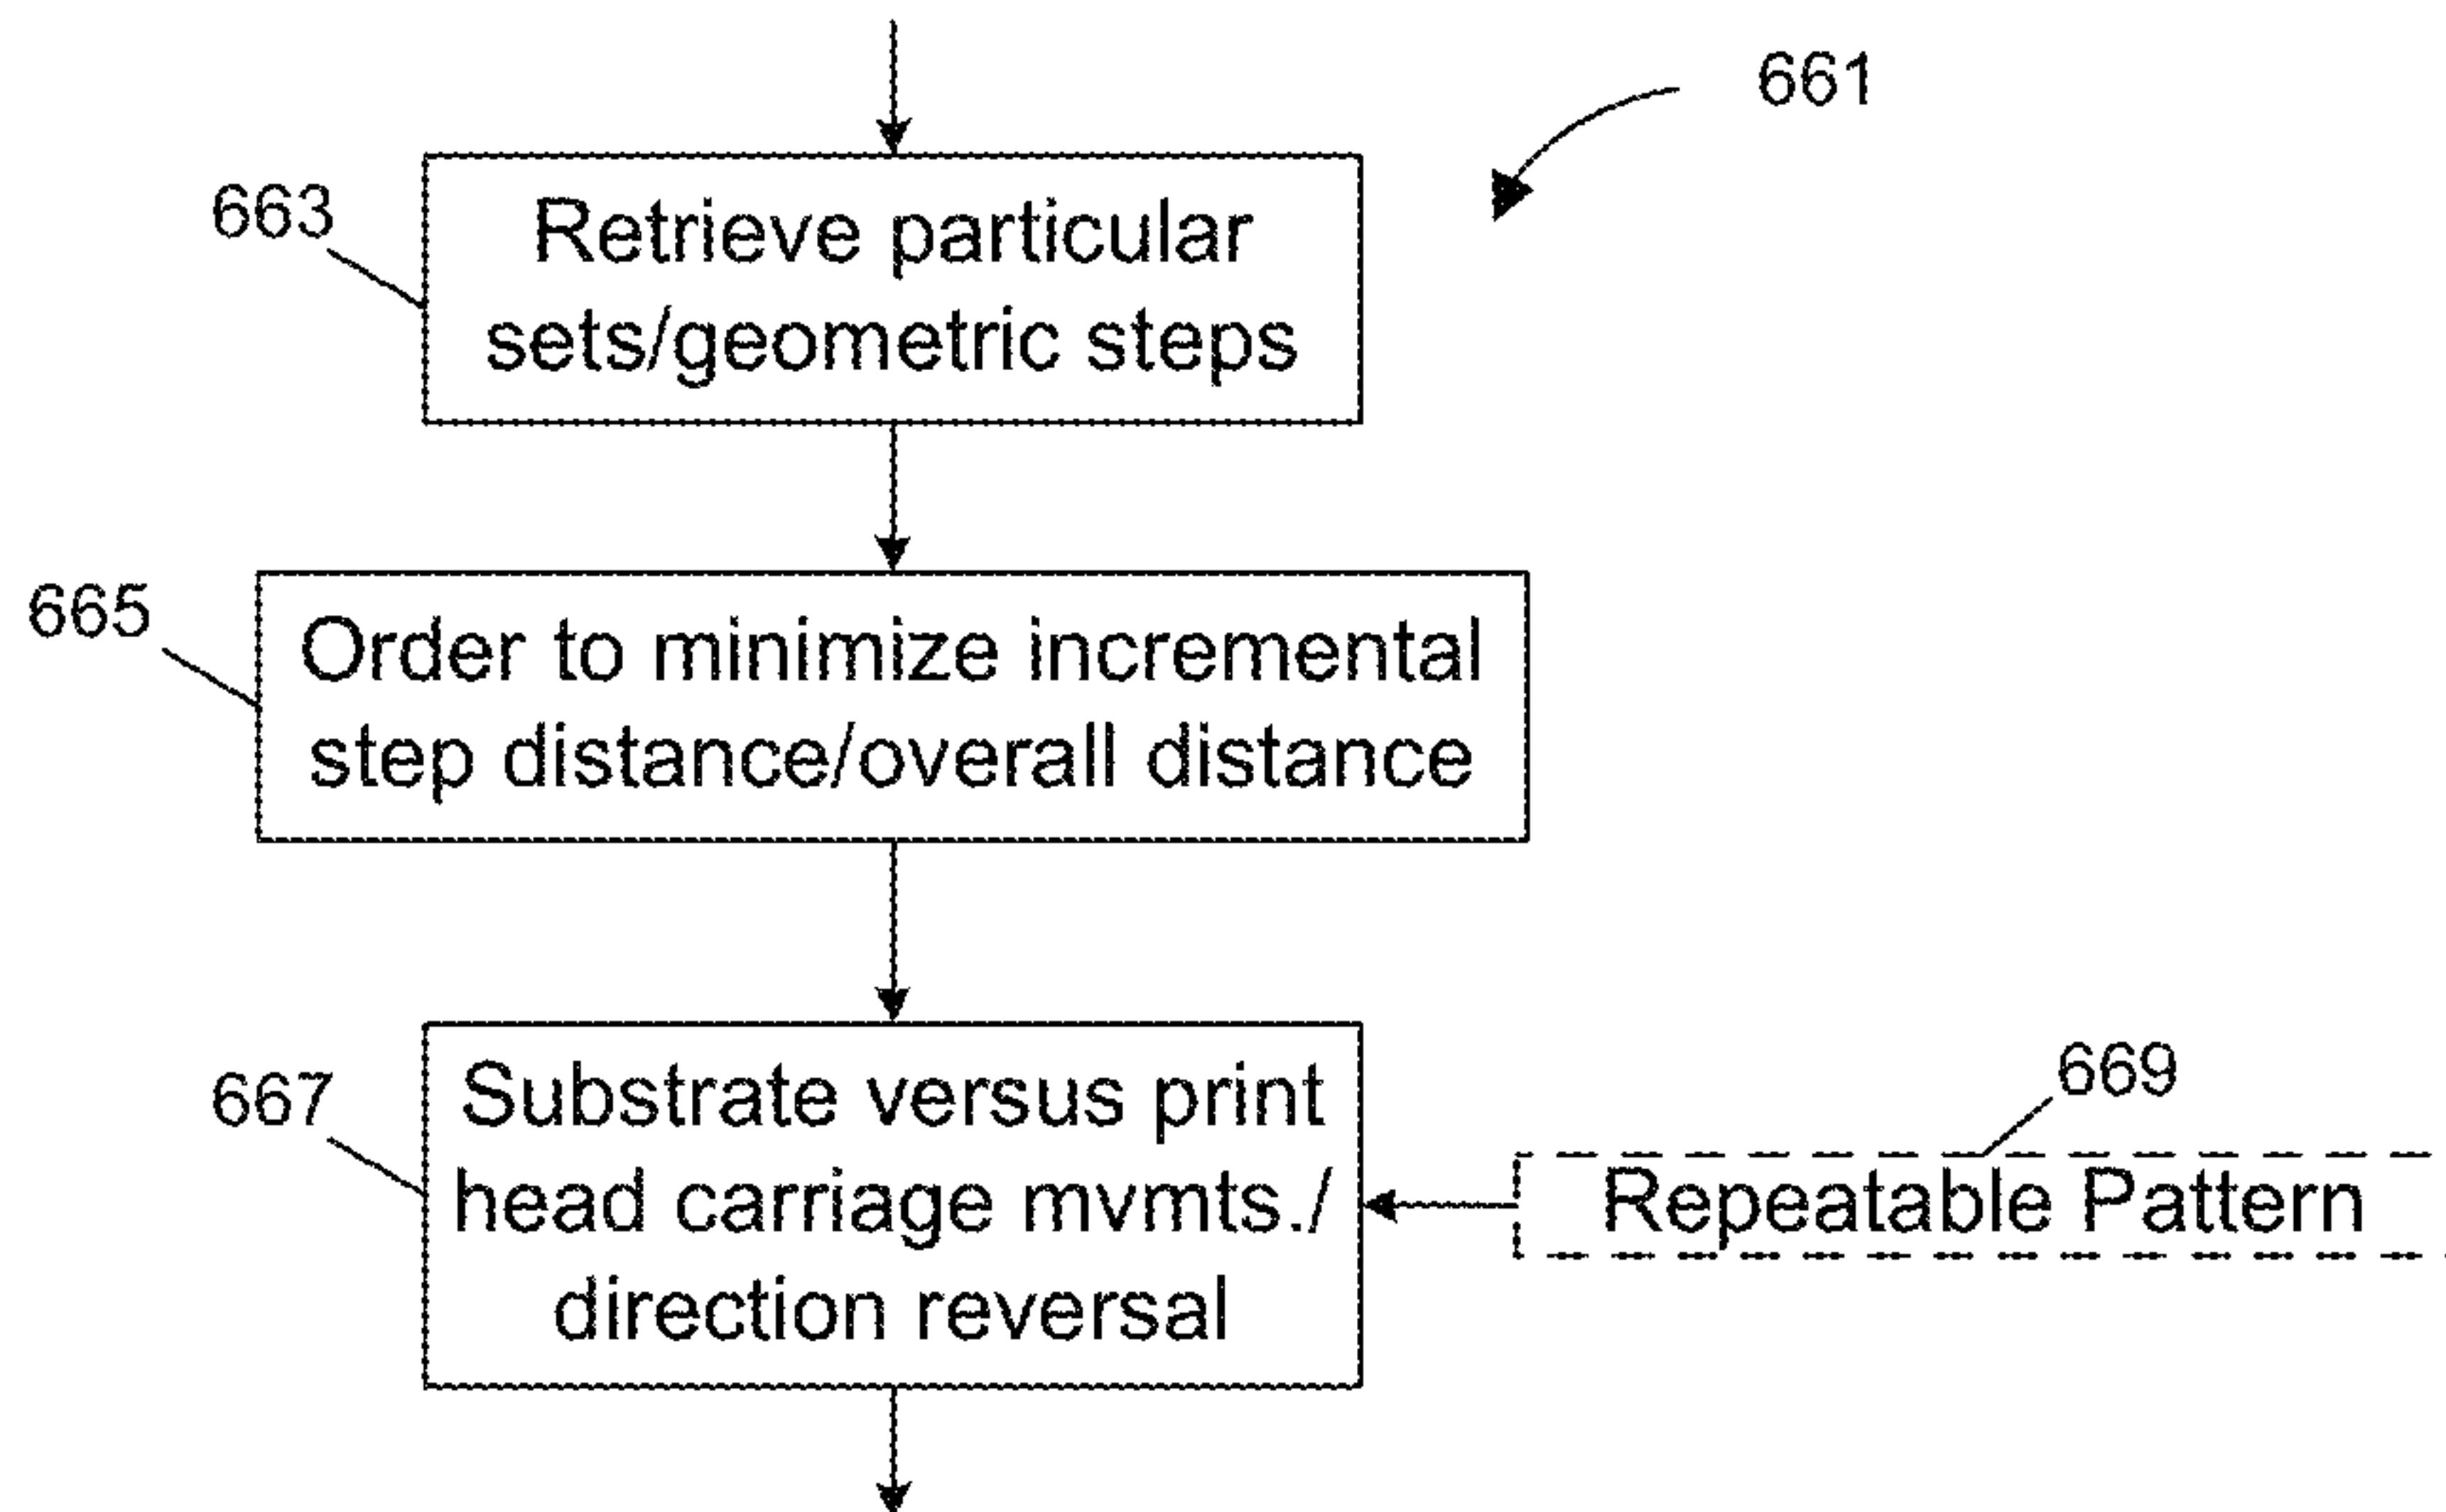 661
663
Retrieve particular
sets/geometric steps
665
Order to minimize incremental
step distance/overall distance
667
Substrate versus print
head carriage mvmts./
direction reversal
669
Repeatable Pattern